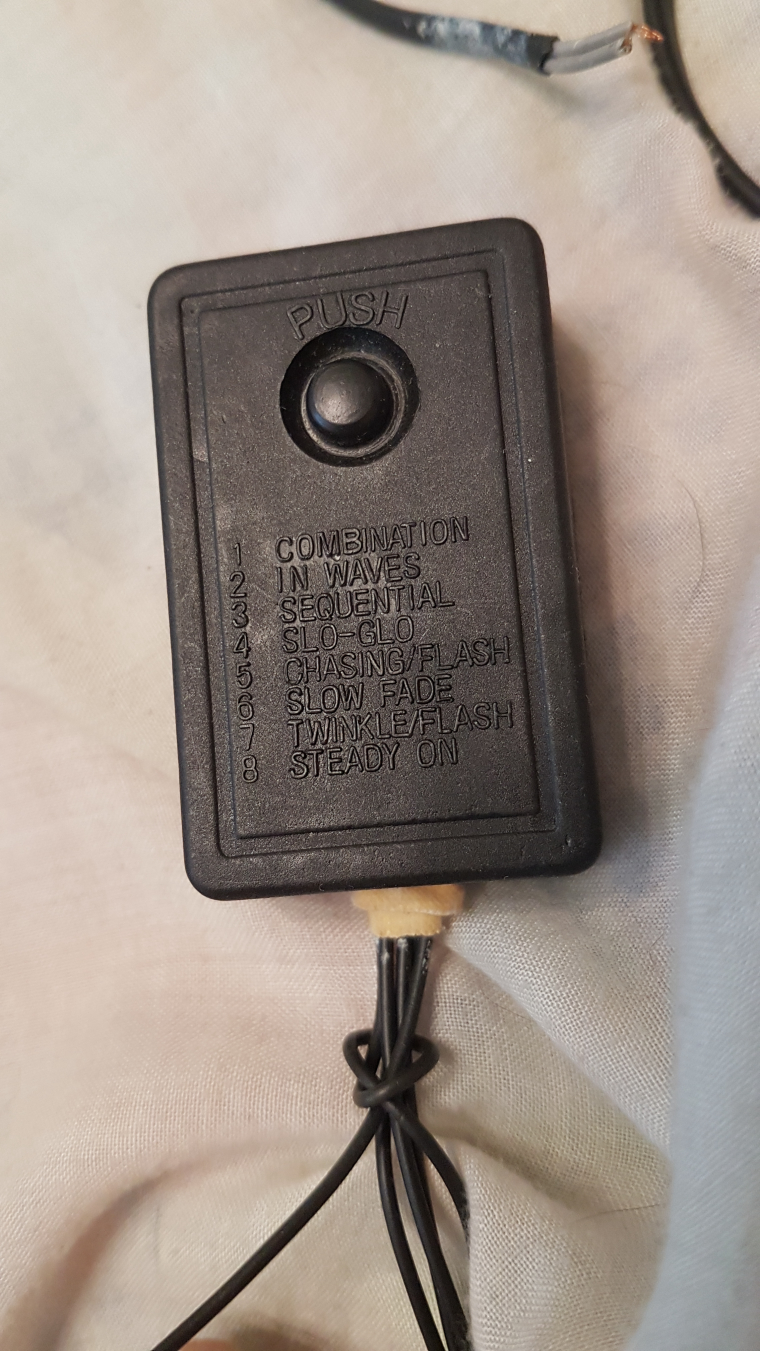 PUSH
1 COMBINATION
2 IN WAVES
3 SEQUENTIAL
4 SLO-GLO
5 CHASING/FLASH
6 SLOW FADE
7 TWINKLE/FLASH
8 STEADY ON